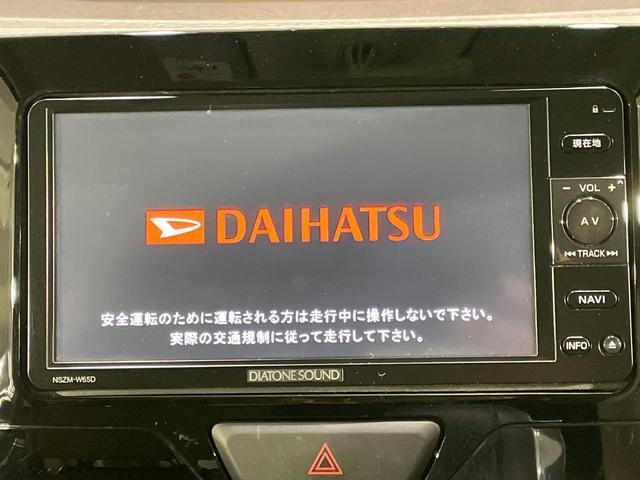 現在地
－ VOL ＋
AV
TRACK
DAIHATSU
NAVI
安全運転のために運転される方は走行中に操作しないで下さい。
実際の交通規制に従って走行して下さい。
INFO
NSZM-W65D
DIATONE SOUND